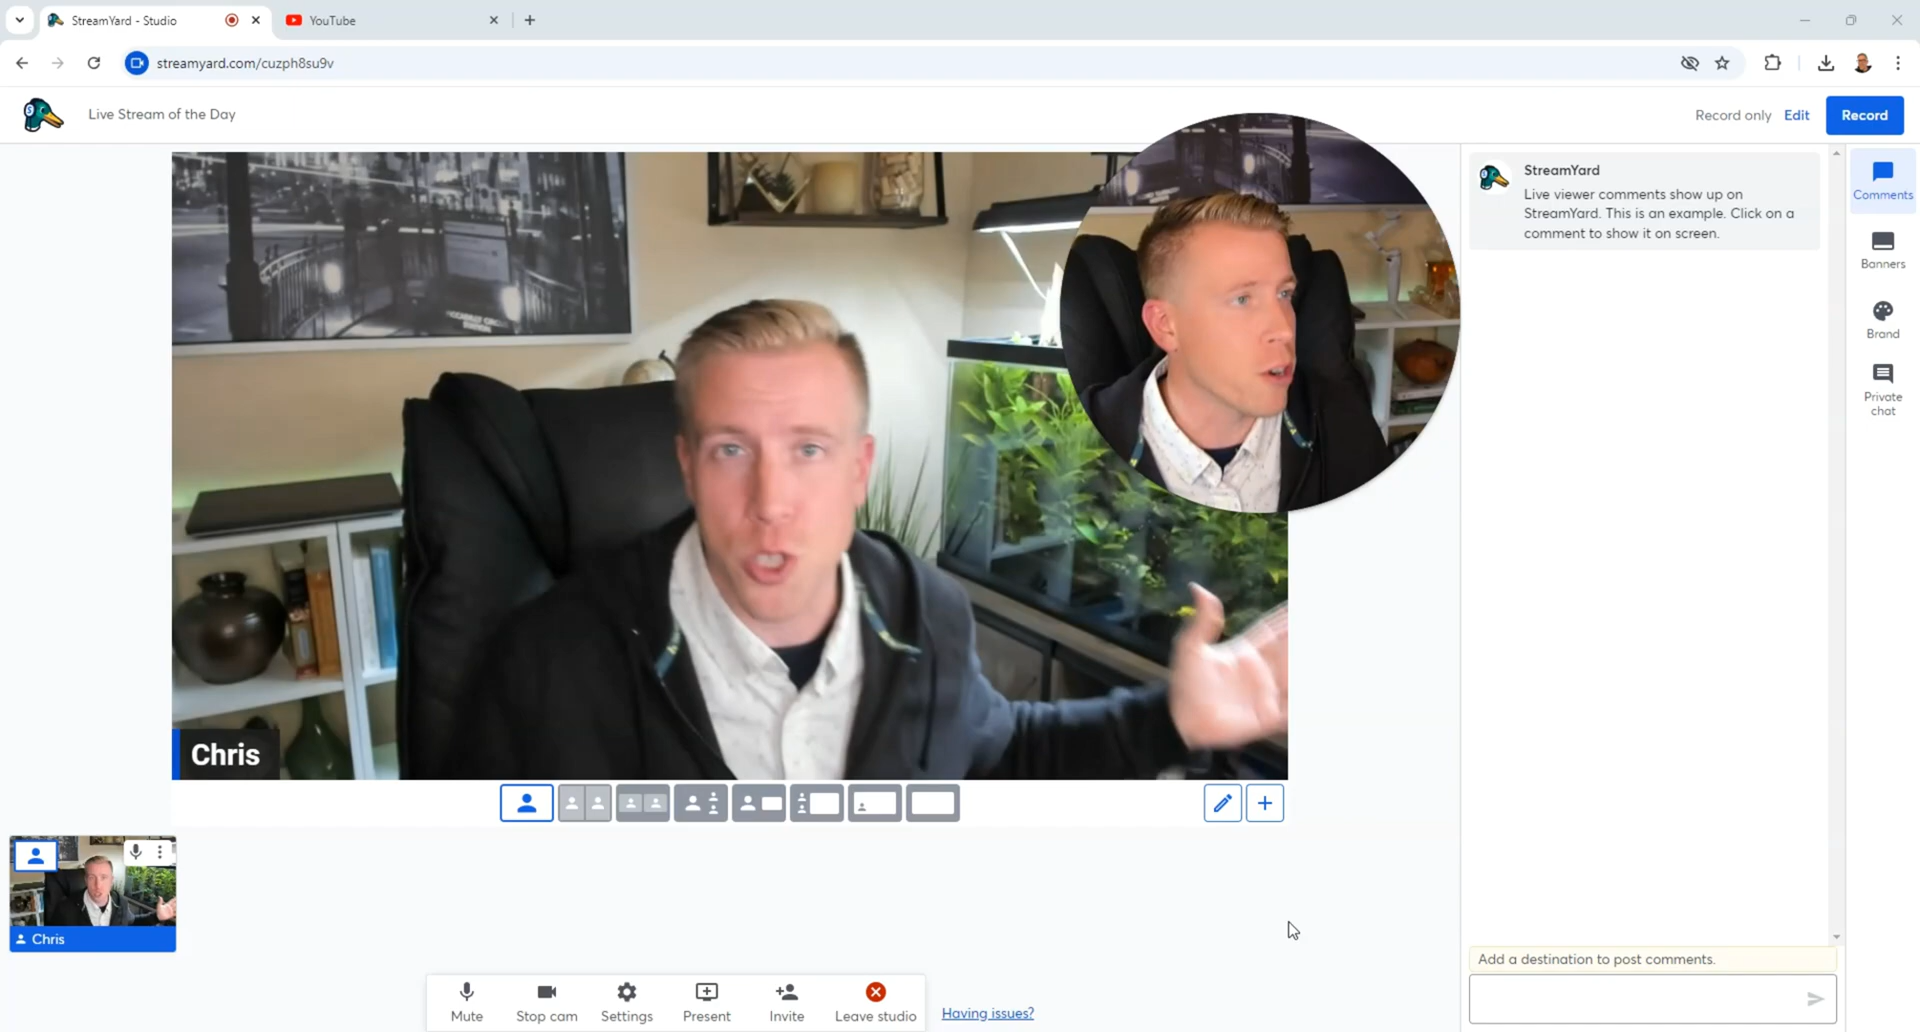 StreamYard - Studio
YouTube
streamyard.com/cuzph8su9v
Live Stream of the Day
Record only
Edit
Record
StreamYard
Live viewer comments show up on
StreamYard. This is an example. Click on a
comment to show it on screen.
Comments
Banners
Brand
Private
chat
PICCADILLY CIRCUS
STATION
Chris
Chris
Add a destination to post comments.
Mute
Stop cam
Settings
Present
Invite
Leave studio
Having issues?